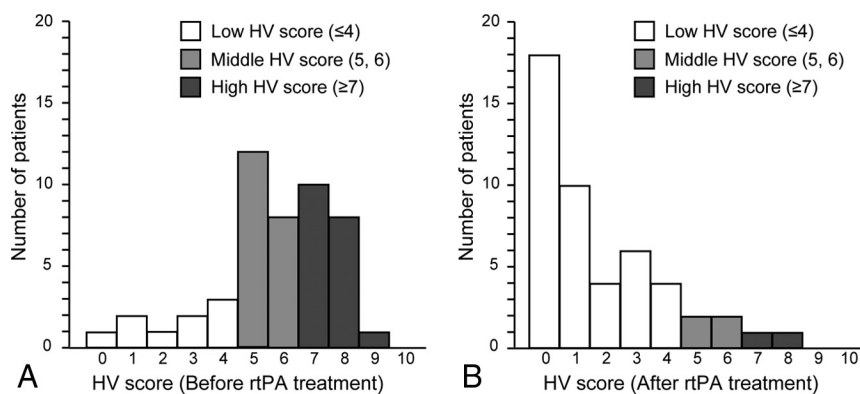 20
15
10
5
0
Number of patients
Low HV score (≤4)
Middle HV score (5, 6)
High HV score (≥7)
0 1 2 3 4 5 6 7 8 9 10
HV score (Before rtPA treatment)
A
20
15
10
5
0
Number of patients
Low HV score (≤4)
Middle HV score (5, 6)
High HV score (≥7)
0 1 2 3 4 5 6 7 8 9 10
HV score (After rtPA treatment)
B